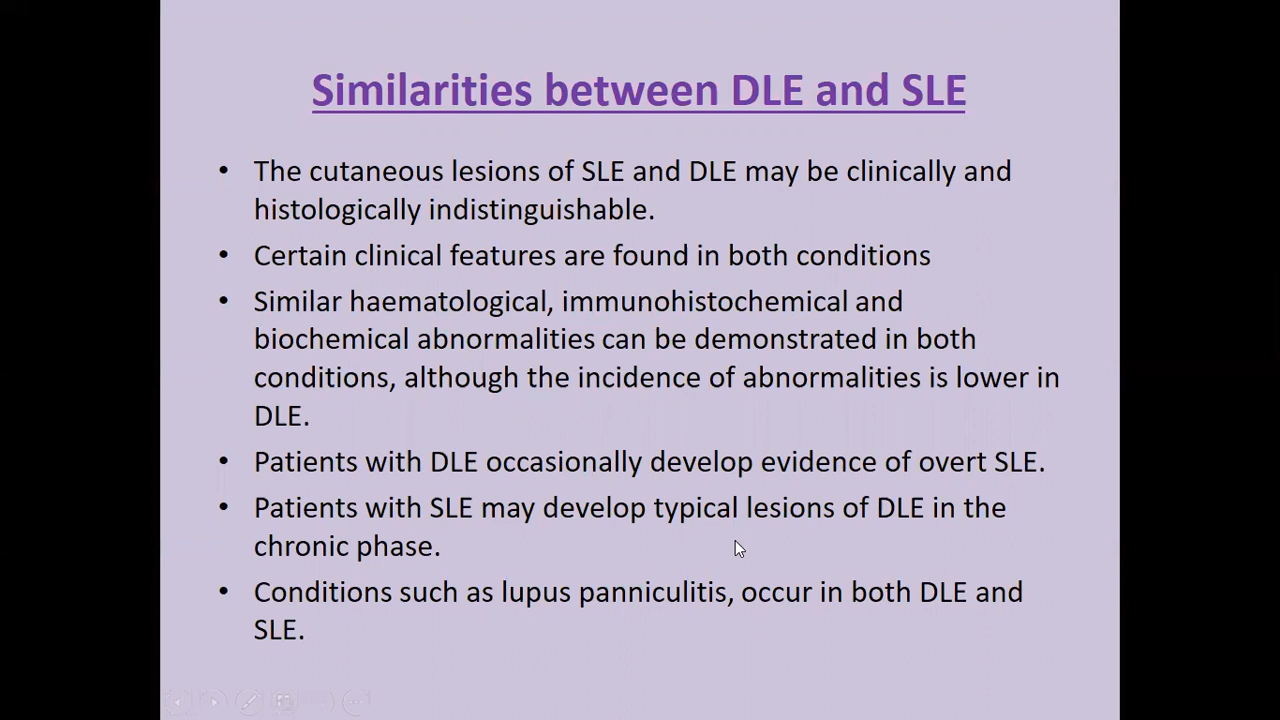 Similarities between DLE and SLE
• The cutaneous lesions of SLE and DLE may be clinically and
histologically indistinguishable.
• Certain clinical features are found in both conditions
• Similar haematological, immunohistochemical and
biochemical abnormalities can be demonstrated in both
conditions, although the incidence of abnormalities is lower in
DLE.
• Patients with DLE occasionally develop evidence of overt SLE.
• Patients with SLE may develop typical lesions of DLE in the
chronic phase.
• Conditions such as lupus panniculitis, occur in both DLE and
SLE.